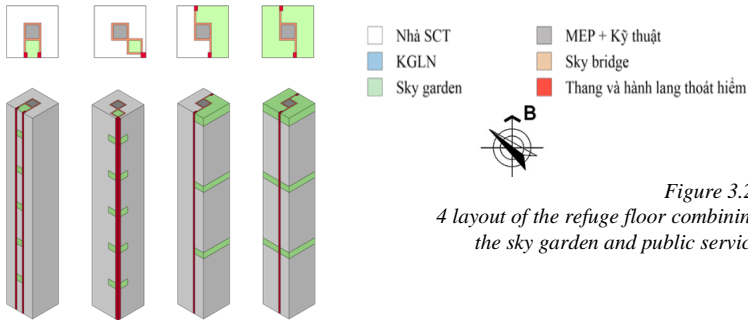 Nhà SCT
KGLN
Sky garden
MEP + Kỹ thuật
Sky bridge
Thang và hành lang thoát hiểm
B
Figure 3.2
4 layout of the refuge floor combinin
the sky garden and public servic